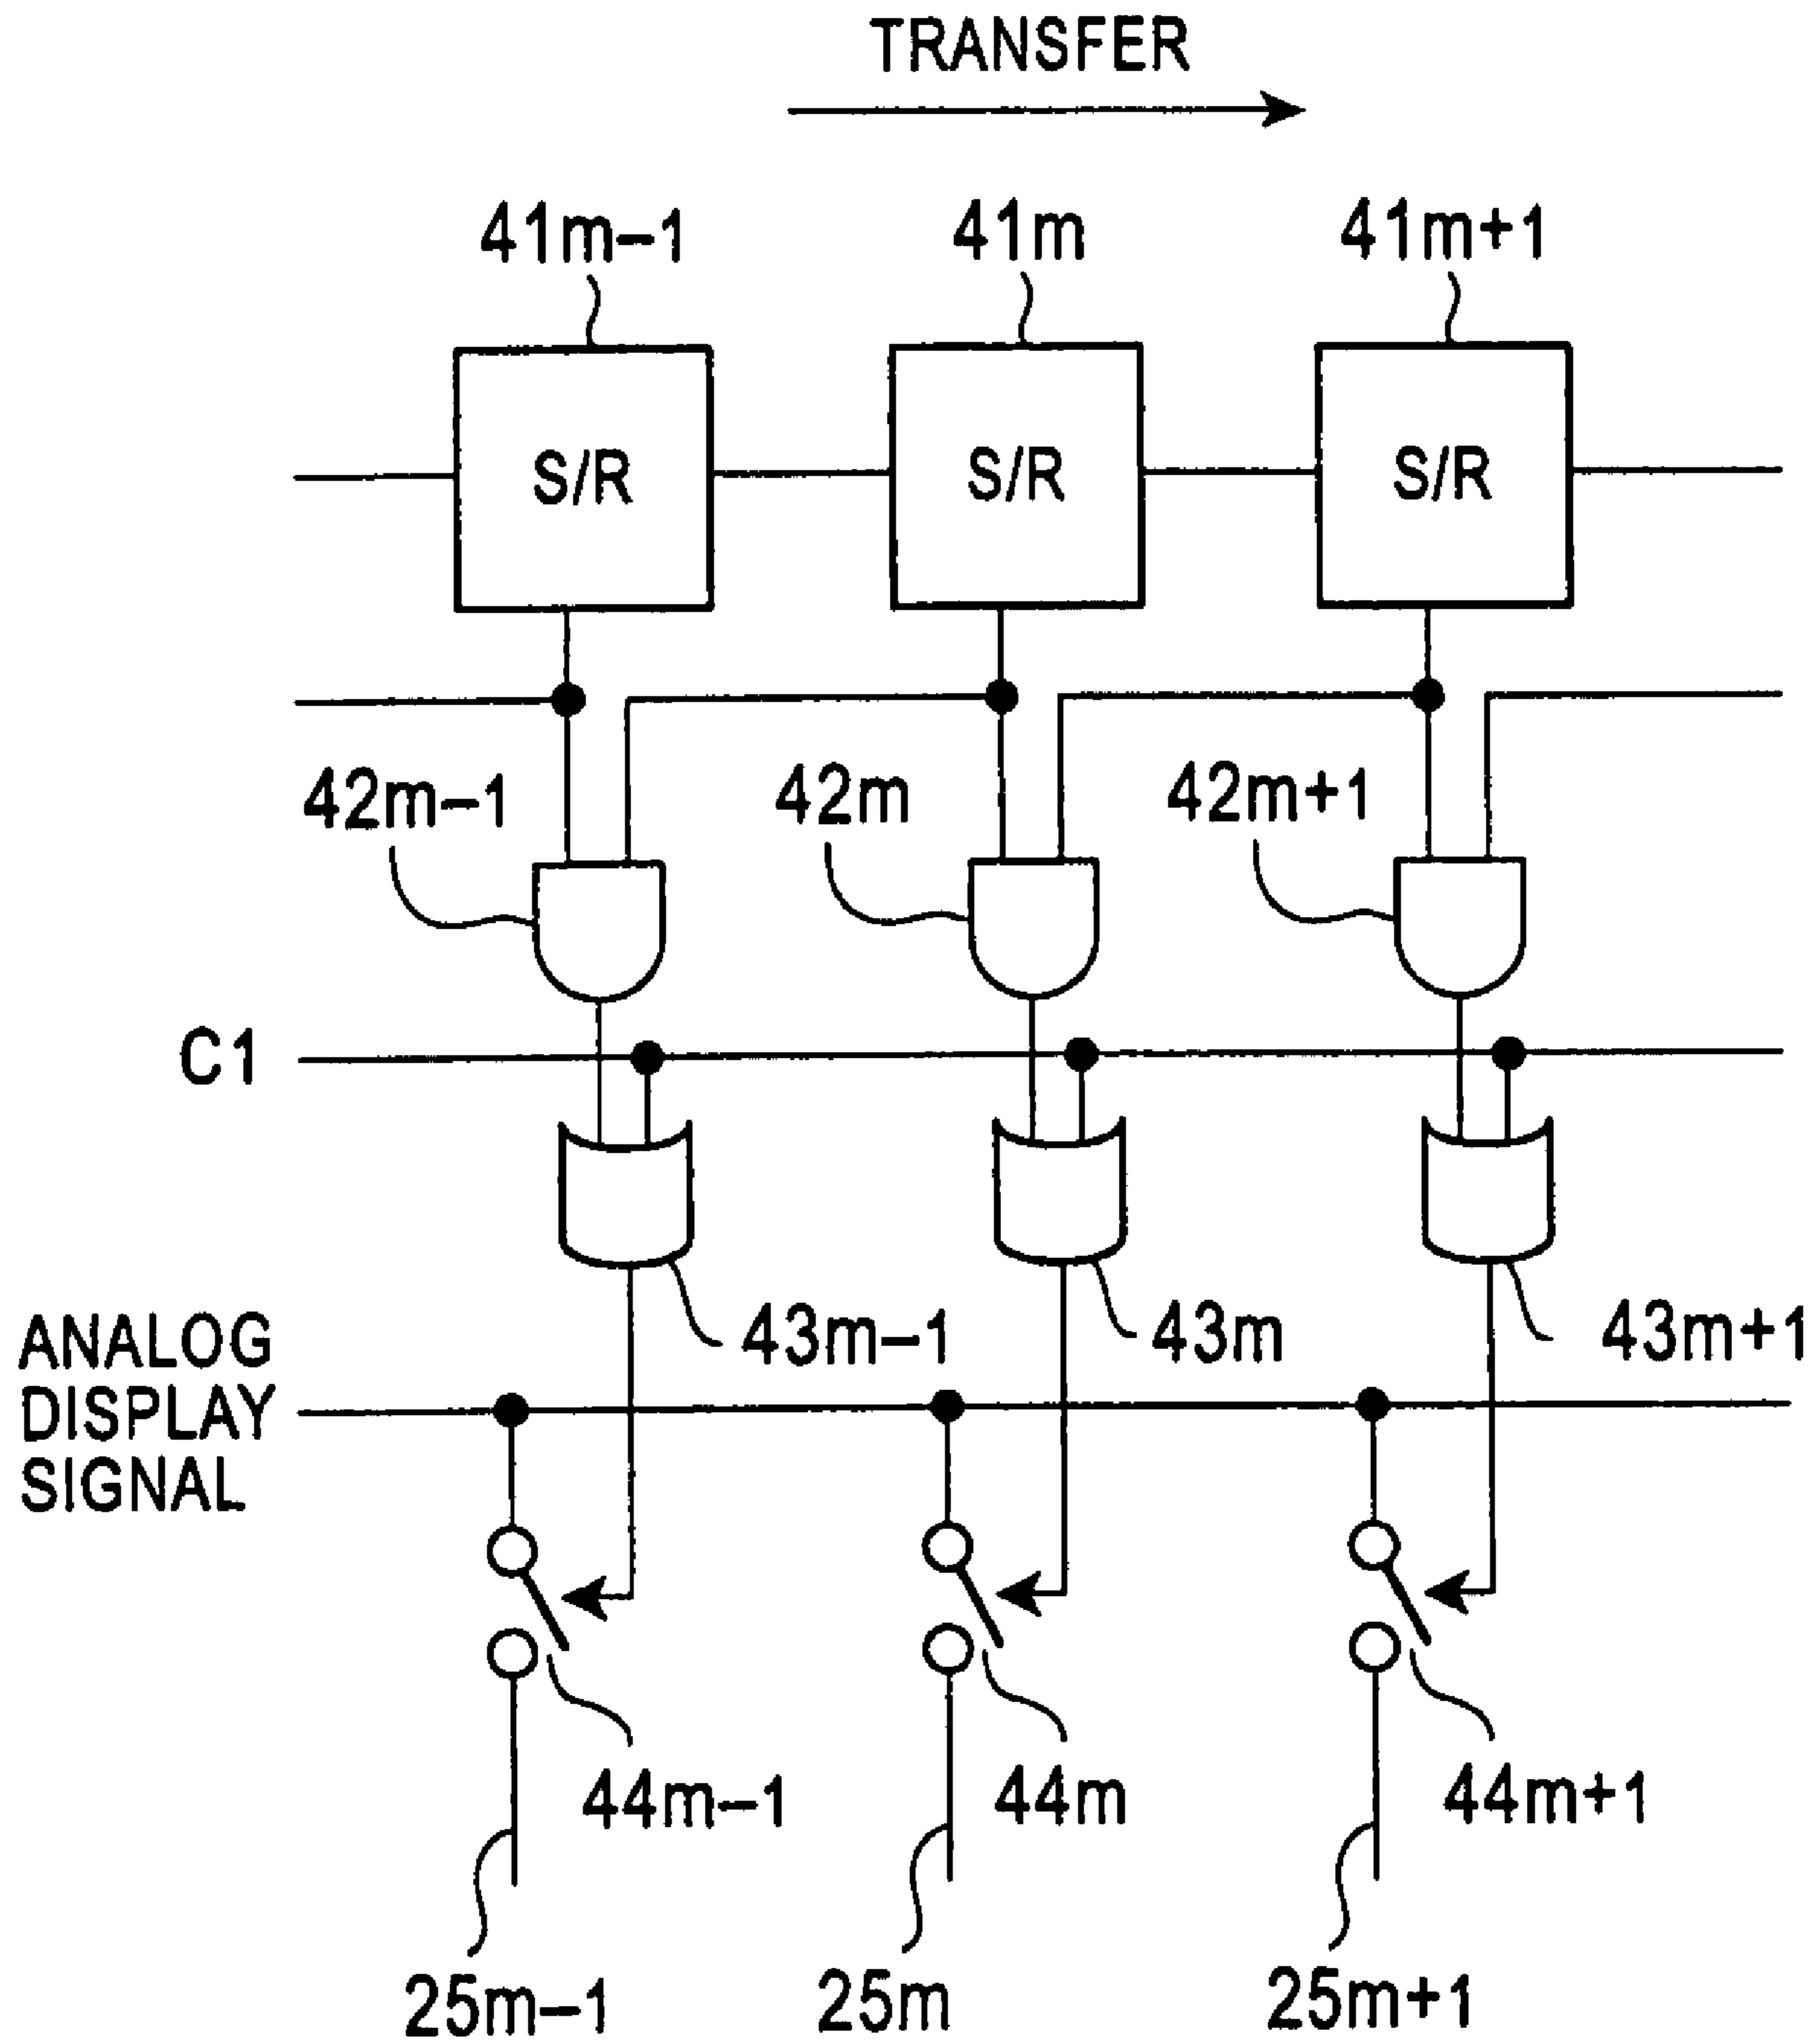 TRANSFER
41m–1 41m 41m+1
S/R S/R S/R
42m–1 42m 42m+1
C1
43m–1 43m 43m+1
ANALOG
DISPLAY
SIGNAL
44m–1 44m 44m+1
25m–1 25m 25m+1